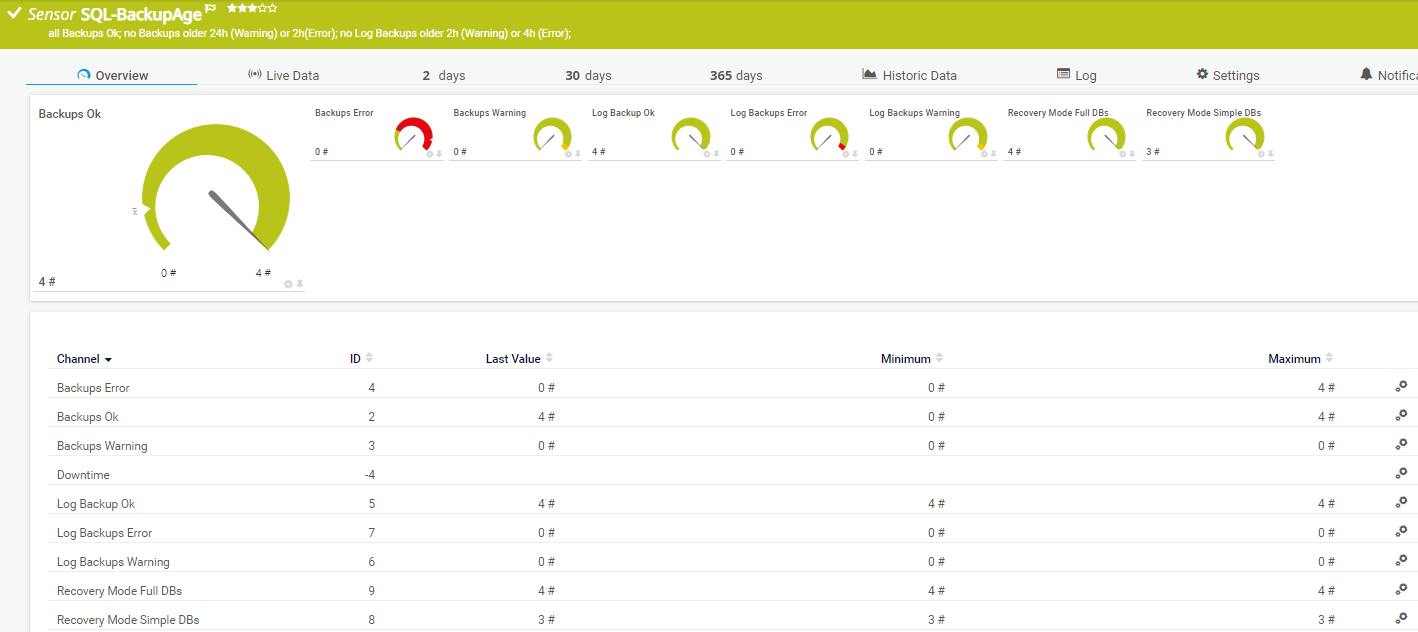 Sensor SQL-BackupAge
all Backups Ok; no Backups older 24h (Warning) or 2h(Error); no Log Backups older 2h (Warning) or 4h (Error);
Overview Live Data 2 days 30 days 365 days Historic Data Log Settings Notifica
Backups Ok
x̄
0 # 4 #
4 #
Backups Error
0 #
Backups Warning
0 #
Log Backup Ok
4 #
Log Backups Error
0 #
Log Backups Warning
0 #
Recovery Mode Full DBs
4 #
Recovery Mode Simple DBs
3 #
Channel ID Last Value Minimum Maximum
Backups Error 4 0 # 0 # 4 #
Backups Ok 2 4 # 0 # 4 #
Backups Warning 3 0 # 0 # 0 #
Downtime -4
Log Backup Ok 5 4 # 4 # 4 #
Log Backups Error 7 0 # 0 # 0 #
Log Backups Warning 6 0 # 0 # 0 #
Recovery Mode Full DBs 9 4 # 4 # 4 #
Recovery Mode Simple DBs 8 3 # 3 # 3 #